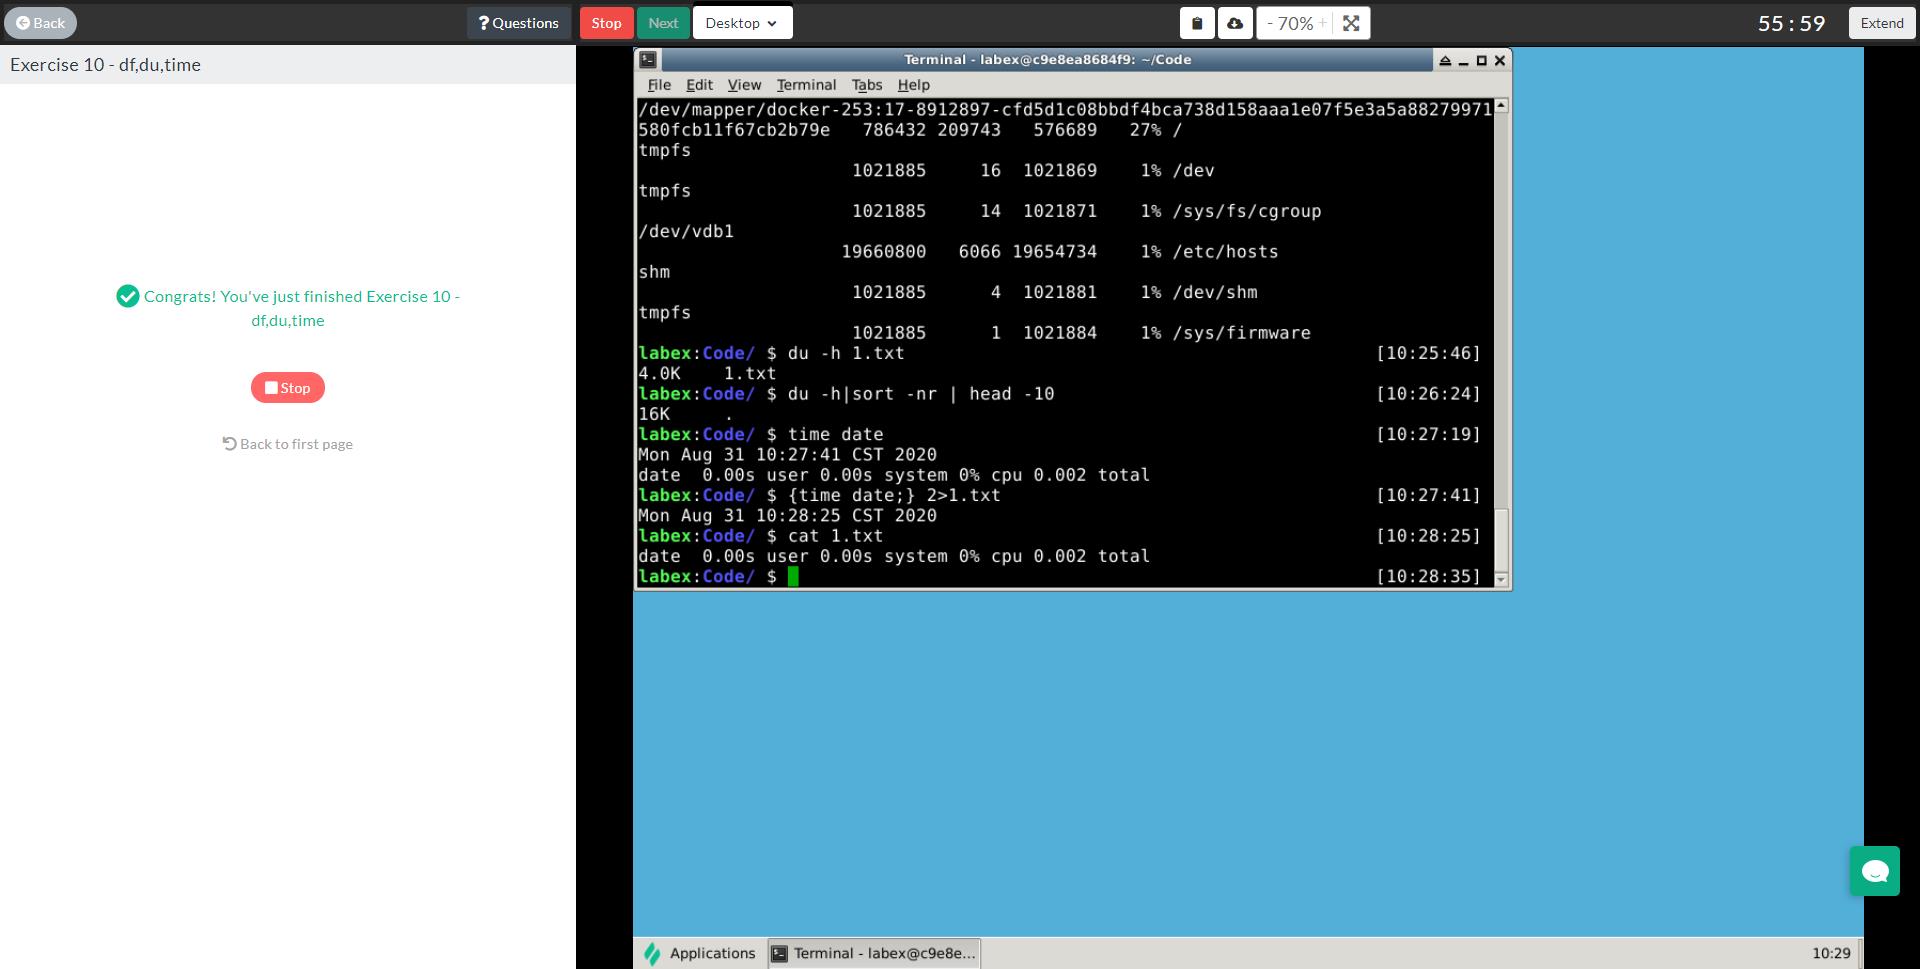 Back
? Questions
Stop
Next
Desktop
- 70% +
55 : 59
Extend
Exercise 10 - df,du,time
Congrats! You've just finished Exercise 10 -
df,du,time
Stop
Back to first page
Terminal - labex@c9e8ea8684f9: ~/Code
File Edit View Terminal Tabs Help
/dev/mapper/docker-253:17-8912897-cfd5d1c08bbdf4bca738d158aaa1e07f5e3a5a88279971
580fcb11f67cb2b79e 786432 209743 576689 27% /
tmpfs
1021885 16 1021869 1% /dev
tmpfs
1021885 14 1021871 1% /sys/fs/cgroup
/dev/vdb1
19660800 6066 19654734 1% /etc/hosts
shm
1021885 4 1021881 1% /dev/shm
tmpfs
1021885 1 1021884 1% /sys/firmware
labex:Code/ $ du -h 1.txt [10:25:46]
4.0K 1.txt
labex:Code/ $ du -h|sort -nr | head -10 [10:26:24]
16K .
labex:Code/ $ time date [10:27:19]
Mon Aug 31 10:27:41 CST 2020
date 0.00s user 0.00s system 0% cpu 0.002 total
labex:Code/ $ {time date;} 2>1.txt [10:27:41]
Mon Aug 31 10:28:25 CST 2020
labex:Code/ $ cat 1.txt [10:28:25]
date 0.00s user 0.00s system 0% cpu 0.002 total
labex:Code/ $ [10:28:35]
Applications
Terminal - labex@c9e8e...
10:29